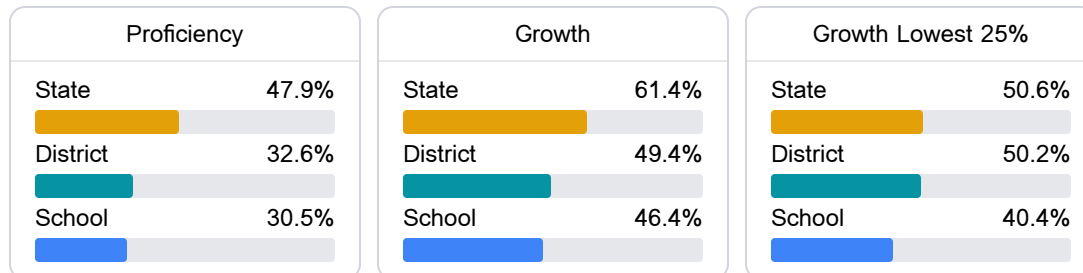 Proficiency
State 47.9%
District 32.6%
School 30.5%
Growth
State 61.4%
District 49.4%
School 46.4%
Growth Lowest 25%
State 50.6%
District 50.2%
School 40.4%